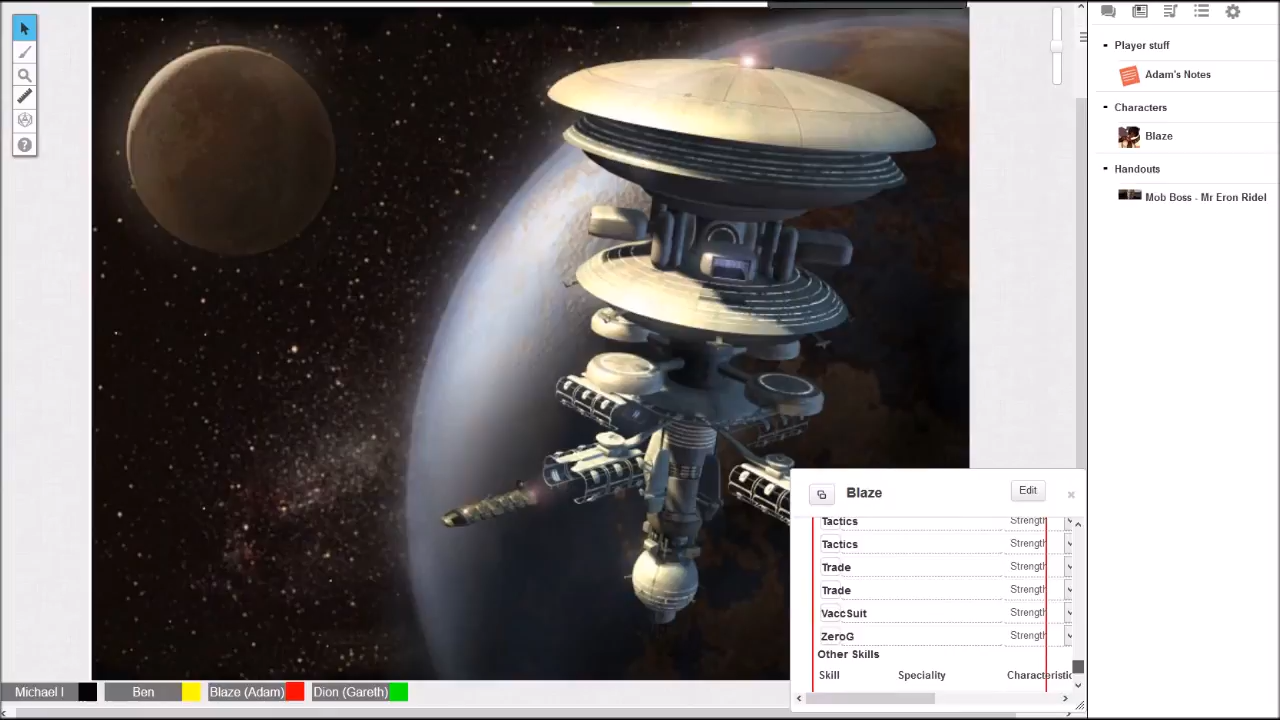 Player stuff
Adam's Notes
Characters
Blaze
Handouts
Mob Boss - Mr Eron Ridel
Blaze
Edit
Tactics Strength
Tactics Strength
Trade Strength
Trade Strength
VaccSuit Strength
ZeroG Strength
Other Skills
Skill Speciality Characteristic
Michael I Ben Blaze (Adam) Dion (Gareth)